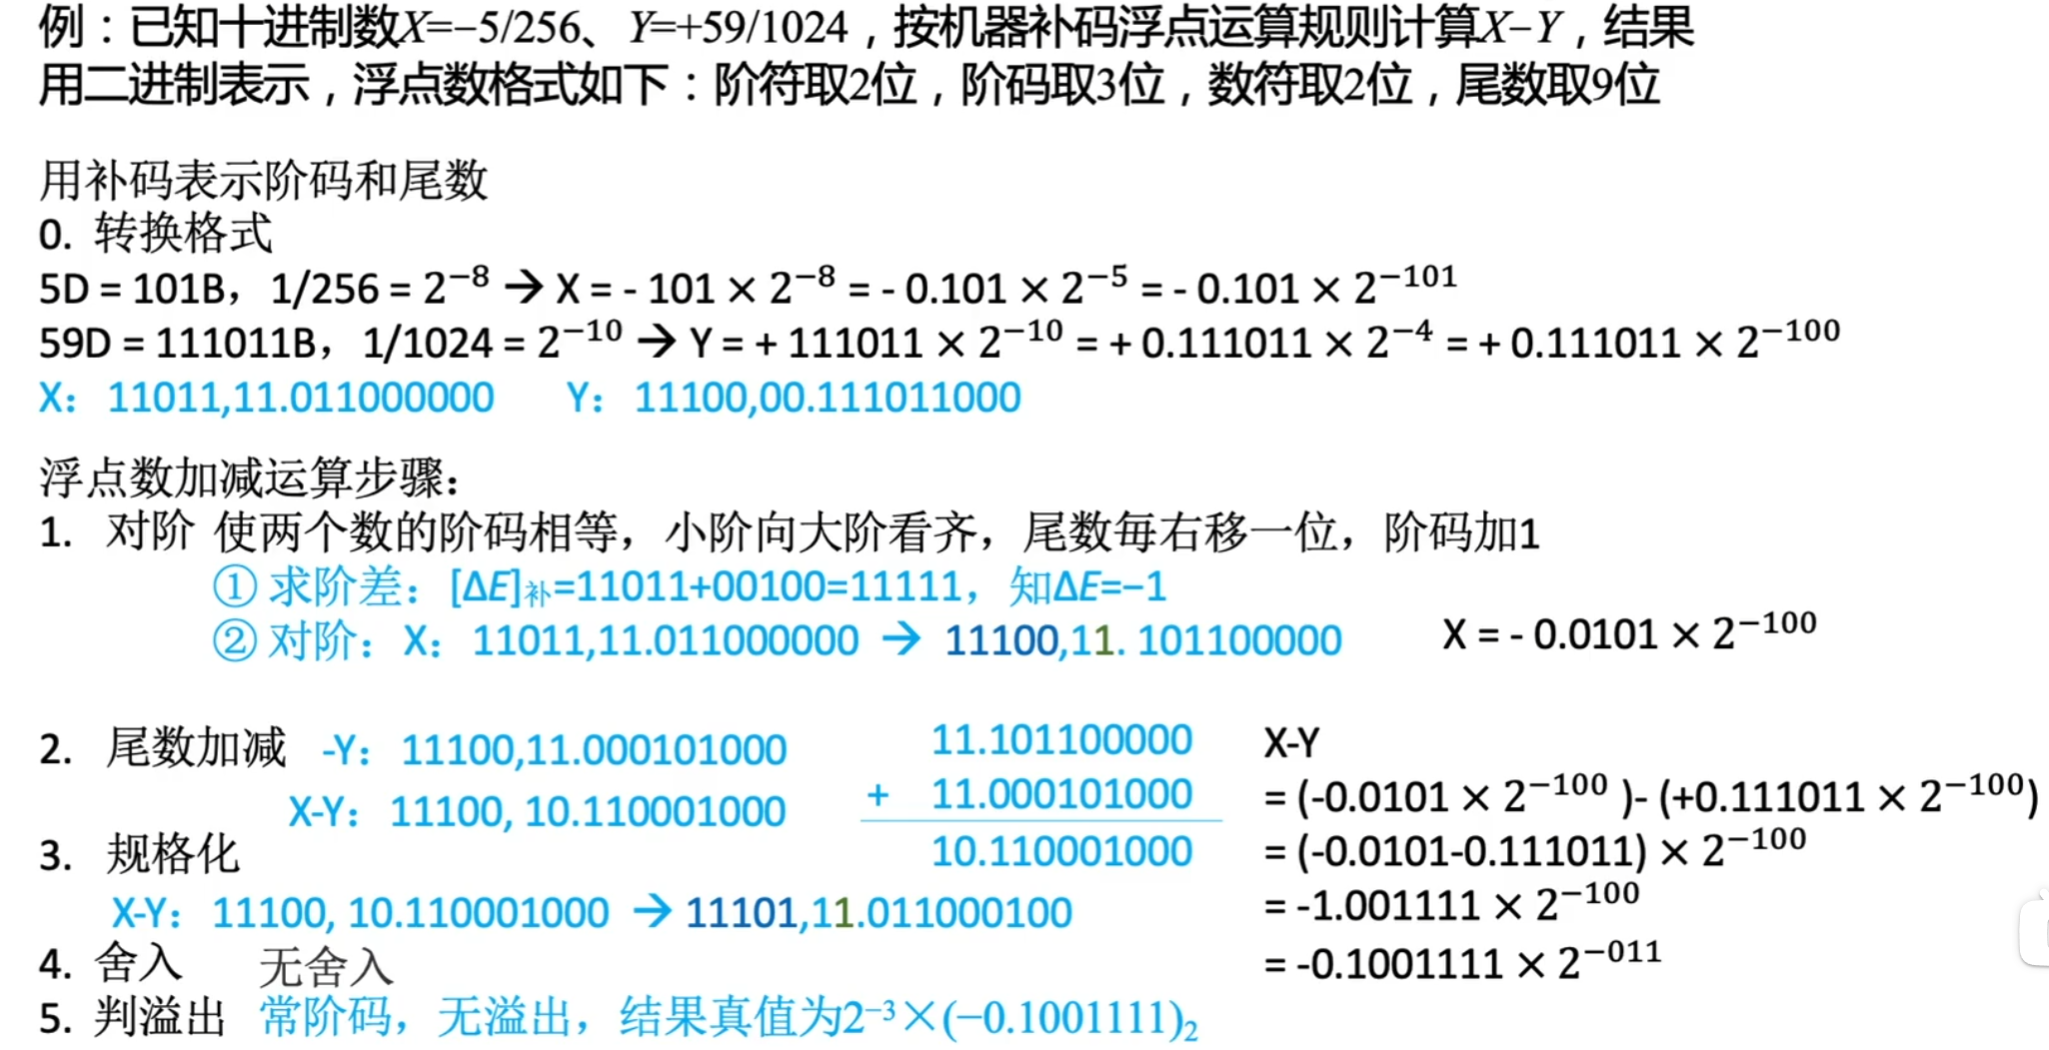 例：已知十进制数X=−5/256、Y=+59/1024，按机器补码浮点运算规则计算X−Y，结果
用二进制表示，浮点数格式如下：阶符取2位，阶码取3位，数符取2位，尾数取9位
用补码表示阶码和尾数
0. 转换格式
5D = 101B，1/256 = 2⁻⁸ → X = - 101 × 2⁻⁸ = - 0.101 × 2⁻⁵ = - 0.101 × 2⁻¹⁰¹
59D = 111011B，1/1024 = 2⁻¹⁰ → Y = + 111011 × 2⁻¹⁰ = + 0.111011 × 2⁻⁴ = + 0.111011 × 2⁻¹⁰⁰
X：11011,11.011000000 Y：11100,00.111011000
浮点数加减运算步骤：
1. 对阶 使两个数的阶码相等，小阶向大阶看齐，尾数每右移一位，阶码加1
① 求阶差：[ΔE]补=11011+00100=11111，知ΔE=−1
② 对阶：X：11011,11.011000000 → 11100,11. 101100000 X = - 0.0101 × 2⁻¹⁰⁰
2. 尾数加减 -Y：11100,11.000101000
X-Y：11100, 10.110001000
11.101100000
+ 11.000101000
10.110001000
X-Y
= (-0.0101 × 2⁻¹⁰⁰ )- (+0.111011 × 2⁻¹⁰⁰)
= (-0.0101-0.111011) × 2⁻¹⁰⁰
= -1.001111 × 2⁻¹⁰⁰
= -0.1001111 × 2⁻⁰¹¹
3. 规格化
X-Y：11100, 10.110001000 → 11101,11.011000100
4. 舍入 无舍入
5. 判溢出 常阶码，无溢出，结果真值为2⁻³×(−0.1001111)₂